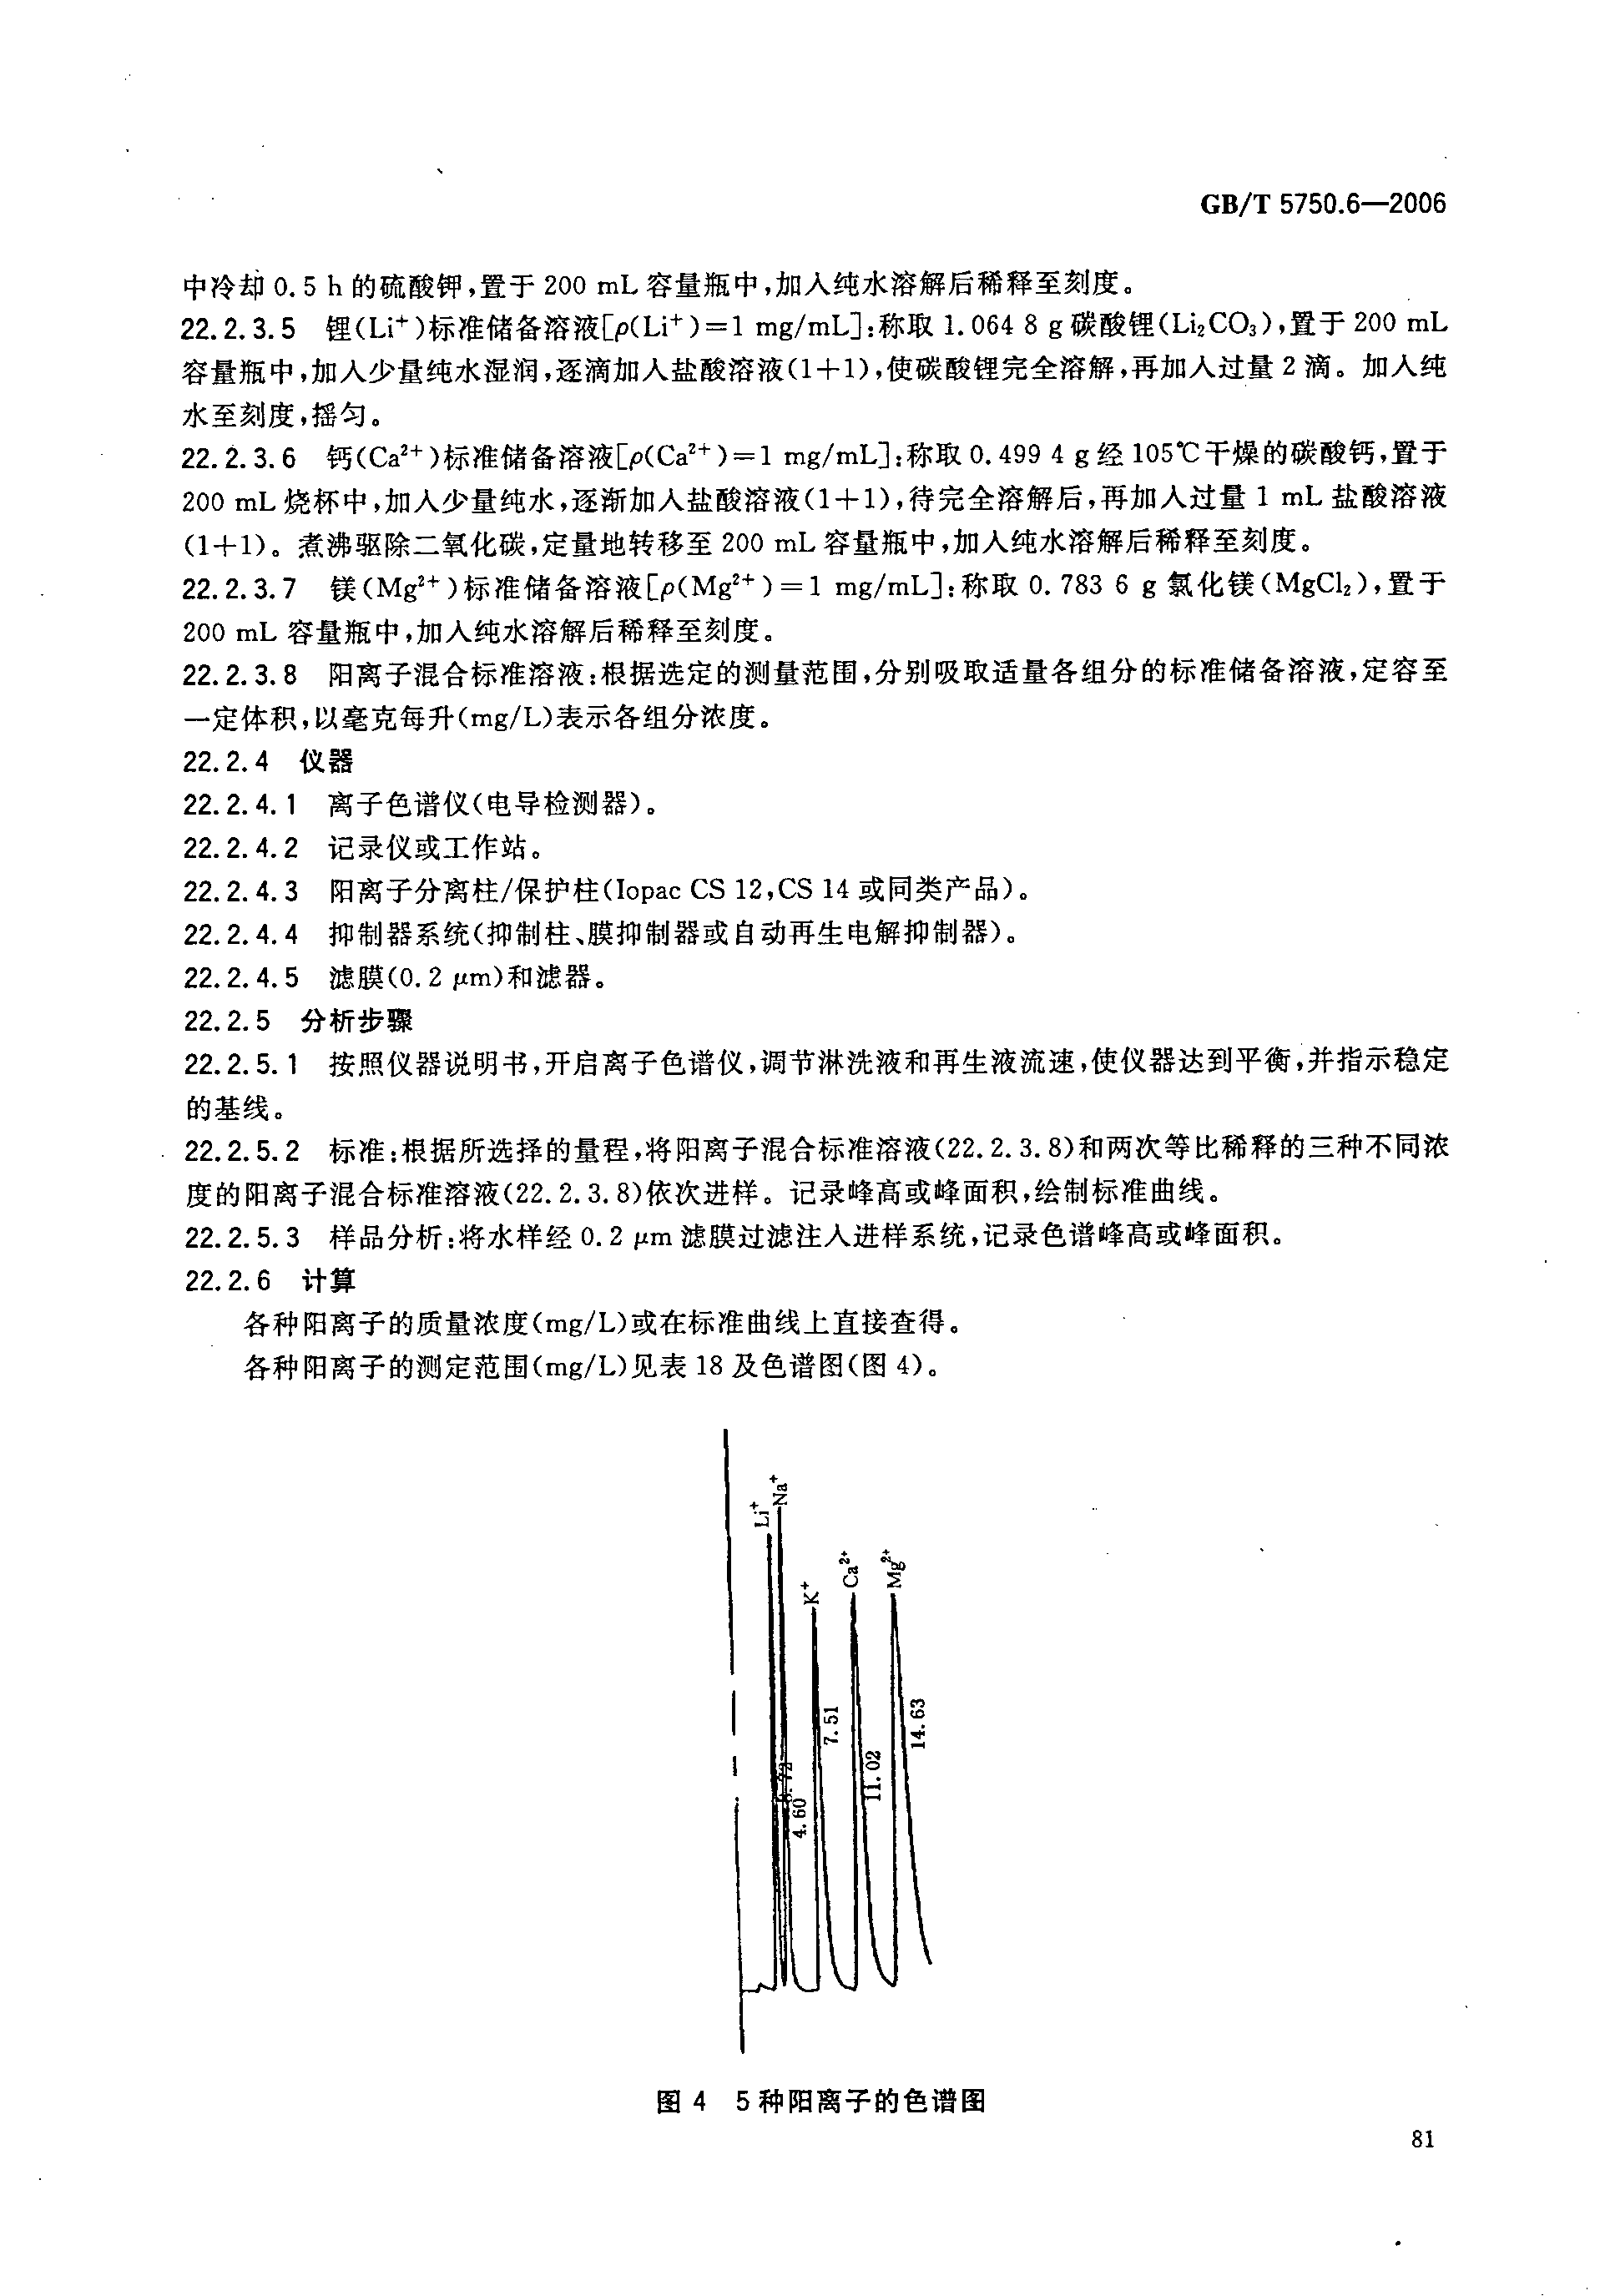 GB/T 5750.6—2006
中冷却 0.5 h 的硫酸钾,置于 200 mL 容量瓶中,加入纯水溶解后稀释至刻度。
22.2.3.5 锂(Li⁺)标准储备溶液[ρ(Li⁺)=1 mg/mL]:称取 1.064 8 g 碳酸锂(Li₂CO₃),置于 200 mL
容量瓶中,加入少量纯水湿润,逐滴加入盐酸溶液(1+1),使碳酸锂完全溶解,再加入过量 2 滴。加入纯
水至刻度,摇匀。
22.2.3.6 钙(Ca²⁺)标准储备溶液[ρ(Ca²⁺)=1 mg/mL]:称取 0.499 4 g 经 105℃干燥的碳酸钙,置于
200 mL 烧杯中,加入少量纯水,逐渐加入盐酸溶液(1+1),待完全溶解后,再加入过量 1 mL 盐酸溶液
(1+1)。煮沸驱除二氧化碳,定量地转移至 200 mL 容量瓶中,加入纯水溶解后稀释至刻度。
22.2.3.7 镁(Mg²⁺)标准储备溶液[ρ(Mg²⁺)=1 mg/mL]:称取 0.783 6 g 氯化镁(MgCl₂),置于
200 mL 容量瓶中,加入纯水溶解后稀释至刻度。
22.2.3.8 阳离子混合标准溶液:根据选定的测量范围,分别吸取适量各组分的标准储备溶液,定容至
一定体积,以毫克每升(mg/L)表示各组分浓度。
22.2.4 仪器
22.2.4.1 离子色谱仪(电导检测器)。
22.2.4.2 记录仪或工作站。
22.2.4.3 阳离子分离柱/保护柱(Iopac CS 12,CS 14 或同类产品)。
22.2.4.4 抑制器系统(抑制柱、膜抑制器或自动再生电解抑制器)。
22.2.4.5 滤膜(0.2 μm)和滤器。
22.2.5 分析步骤
22.2.5.1 按照仪器说明书,开启离子色谱仪,调节淋洗液和再生液流速,使仪器达到平衡,并指示稳定
的基线。
22.2.5.2 标准:根据所选择的量程,将阳离子混合标准溶液(22.2.3.8)和两次等比稀释的三种不同浓
度的阳离子混合标准溶液(22.2.3.8)依次进样。记录峰高或峰面积,绘制标准曲线。
22.2.5.3 样品分析:将水样经 0.2 μm 滤膜过滤注入进样系统,记录色谱峰高或峰面积。
22.2.6 计算
各种阳离子的质量浓度(mg/L)或在标准曲线上直接查得。
各种阳离子的测定范围(mg/L)见表 18 及色谱图(图 4)。
Li⁺
Na⁺
K⁺
Ca²⁺
Mg²⁺
4.60
7.51
11.02
14.63
图 4 5 种阳离子的色谱图
81